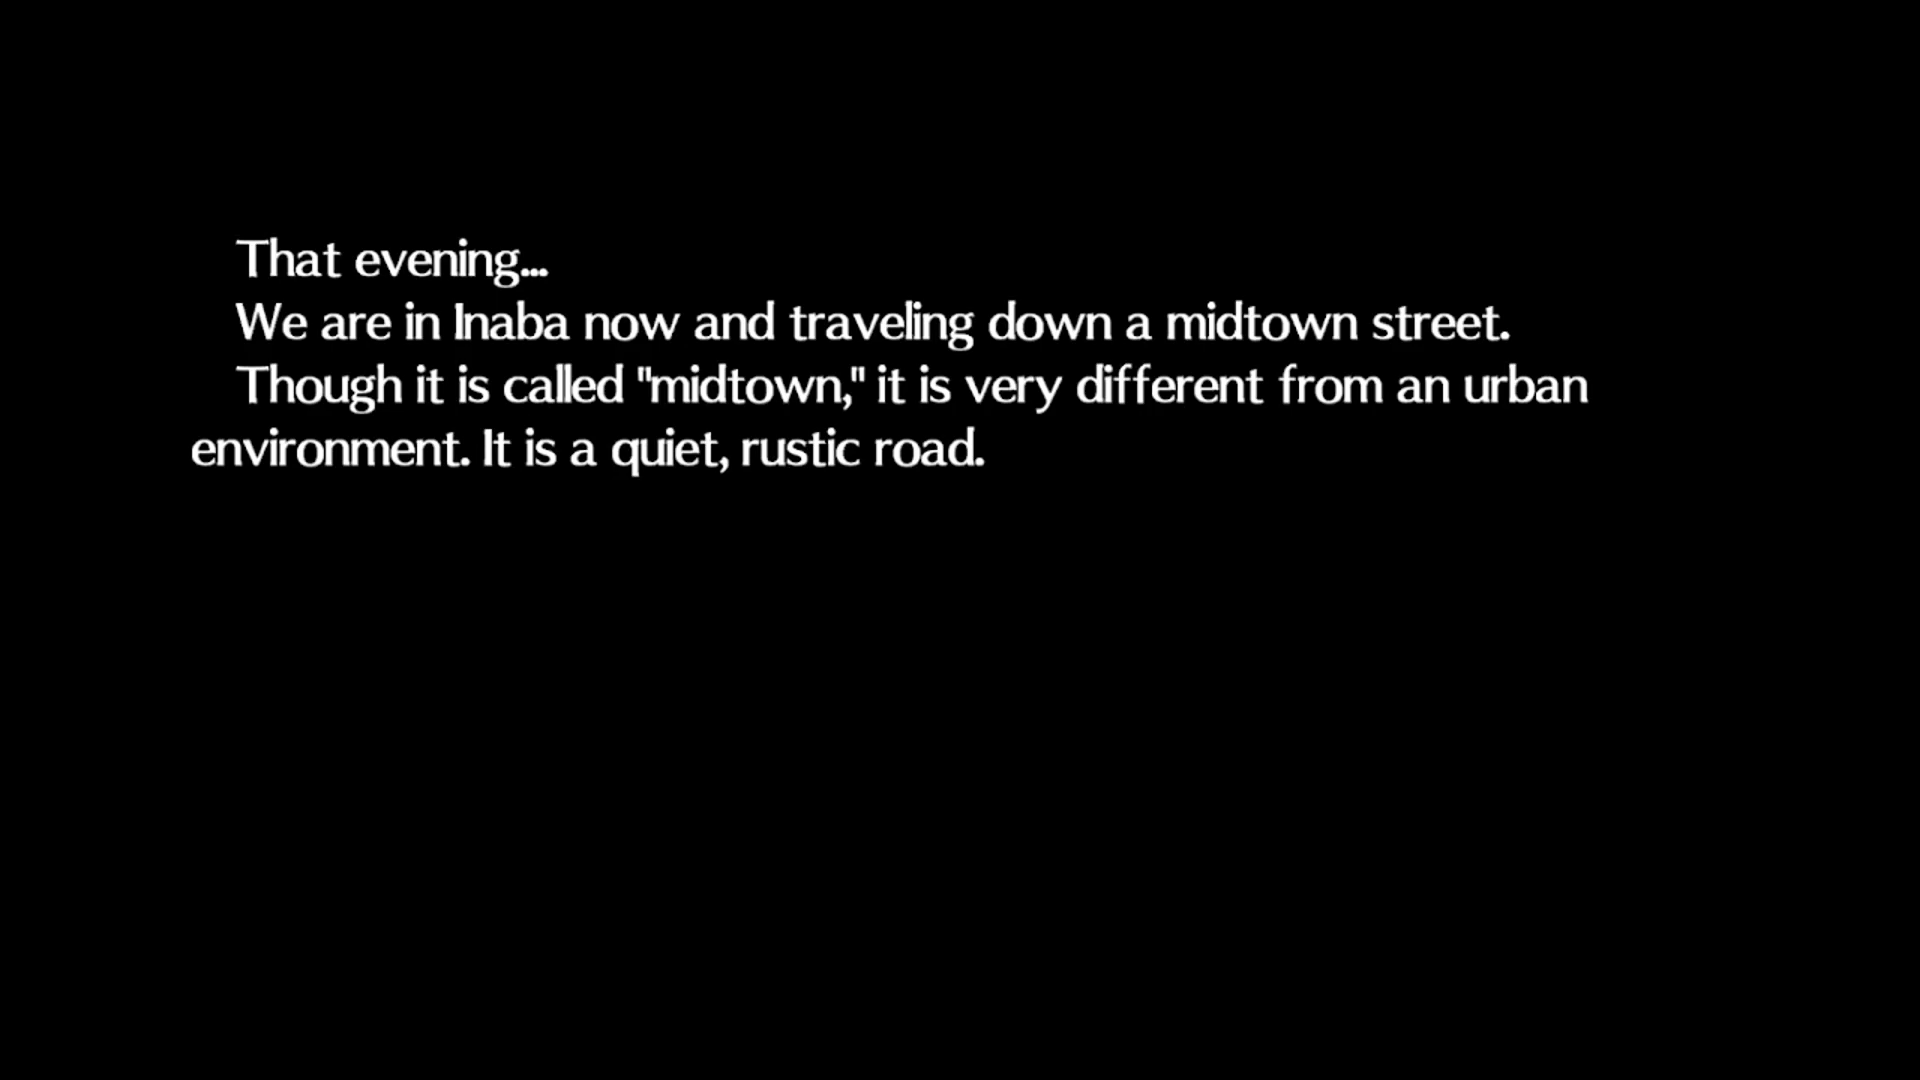 That evening...
We are in Inaba now and traveling down a midtown street.
Though it is called "midtown," it is very different from an urban
environment. It is a quiet, rustic road.